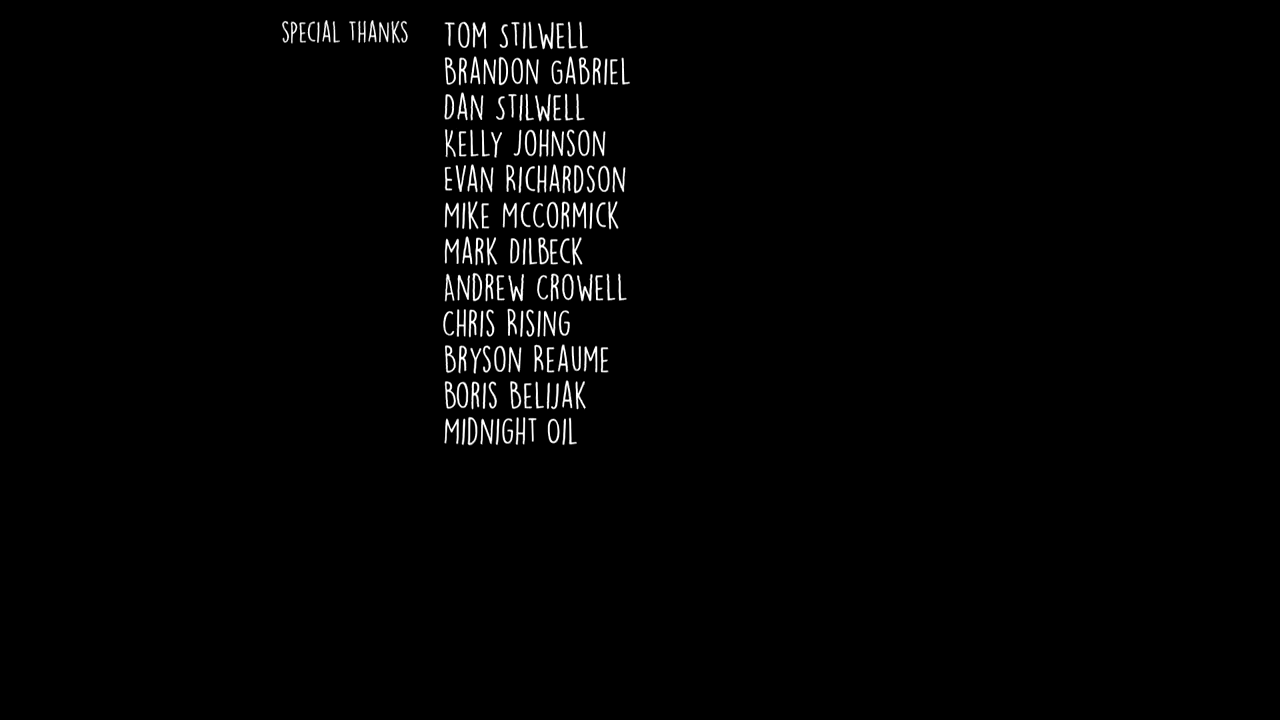 SPECIAL THANKS TOM STILWELL
BRANDON GABRIEL
DAN STILWELL
KELLY JOHNSON
EVAN RICHARDSON
MIKE MCCORMICK
MARK DILBECK
ANDREW CROWELL
CHRIS RISING
BRYSON REAUME
BORIS BELIJAK
MIDNIGHT OIL